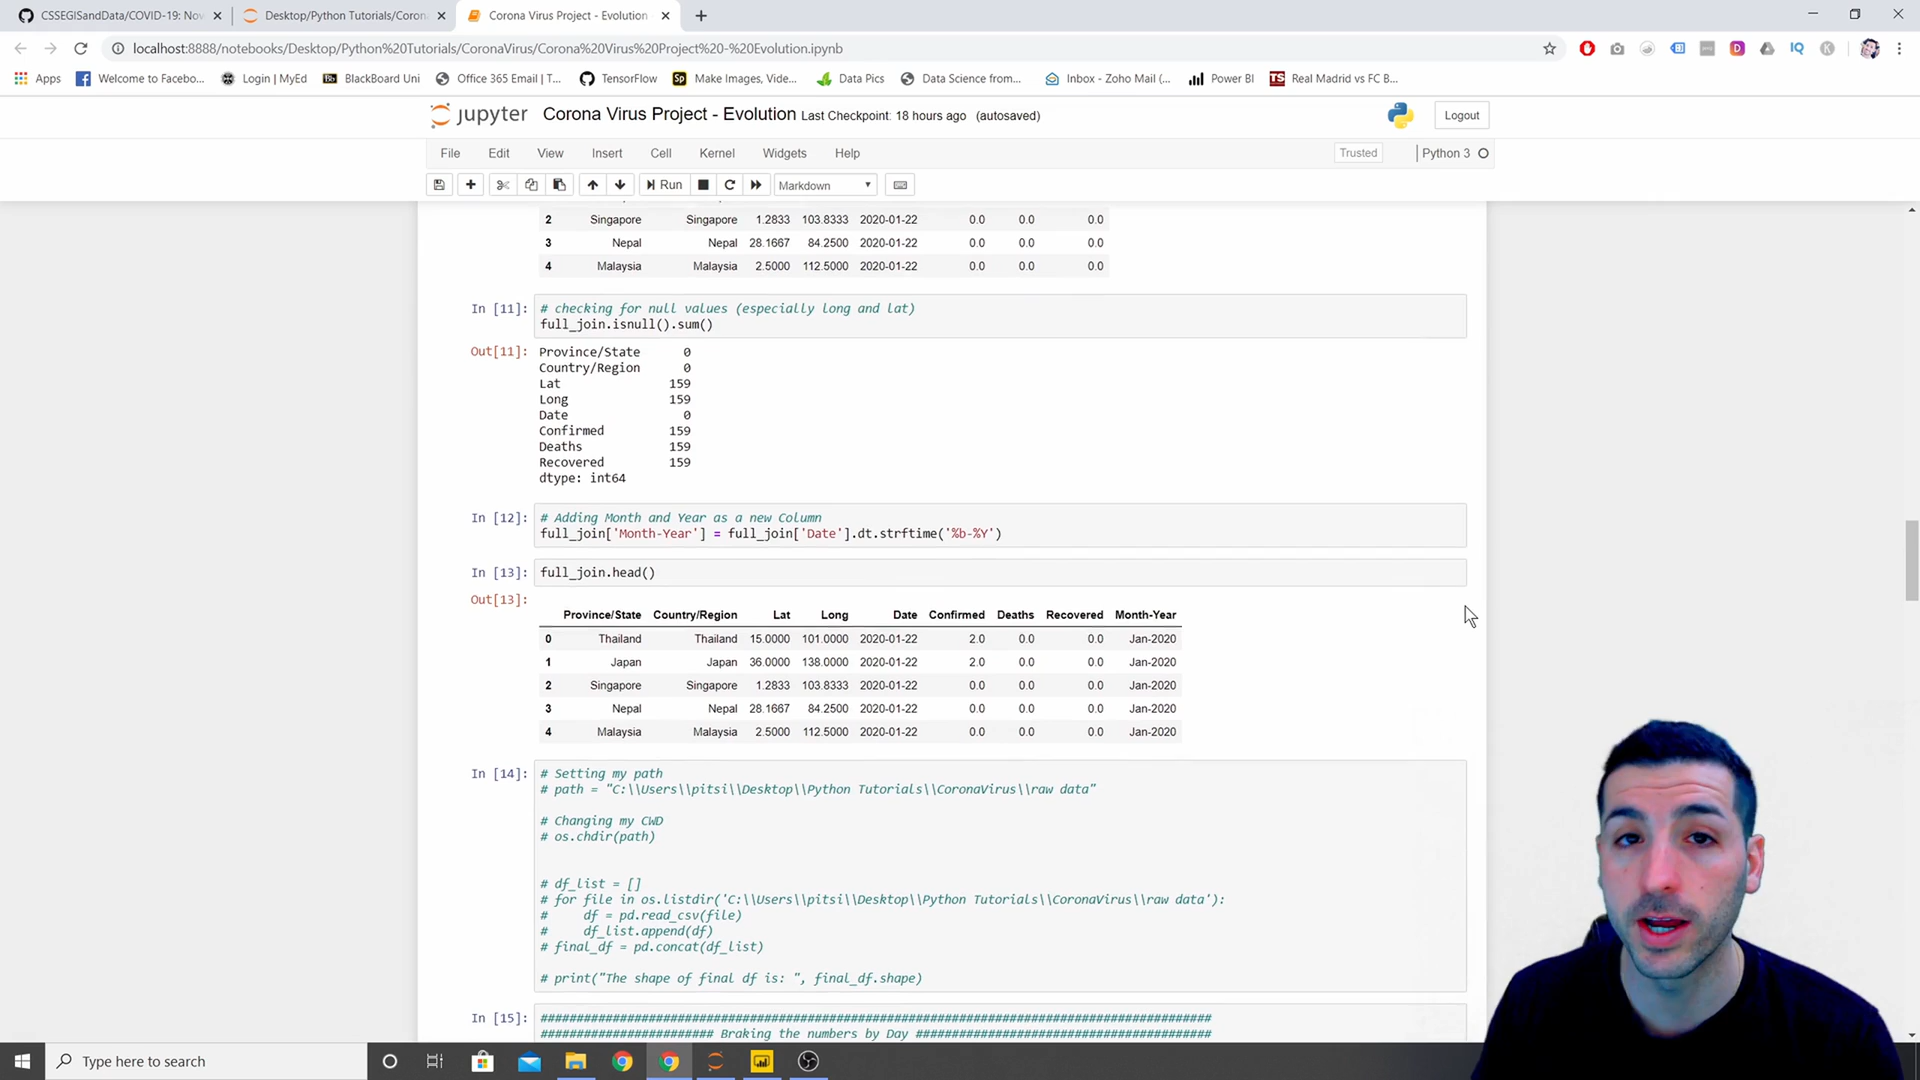 CSSEGISandData/COVID-19: Nov
Desktop/Python Tutorials/Corona
Corona Virus Project - Evolution
localhost:8888/notebooks/Desktop/Python%20Tutorials/CoronaVirus/Corona%20Virus%20Project%20-%20Evolution.ipynb
Apps Welcome to Facebo... Login | MyEd BlackBoard Uni Office 365 Email | T... TensorFlow Make Images, Vide... Data Pics Data Science from... Inbox - Zoho Mail (... Power BI Real Madrid vs FC B...
jupyter Corona Virus Project - Evolution Last Checkpoint: 18 hours ago (autosaved)
Logout
File Edit View Insert Cell Kernel Widgets Help
Trusted Python 3
Run Markdown
2 Singapore Singapore 1.2833 103.8333 2020-01-22 0.0 0.0 0.0
3 Nepal Nepal 28.1667 84.2500 2020-01-22 0.0 0.0 0.0
4 Malaysia Malaysia 2.5000 112.5000 2020-01-22 0.0 0.0 0.0
In [11]: # checking for null values (especially long and lat)
full_join.isnull().sum()
Out[11]: Province/State 0
Country/Region 0
Lat 159
Long 159
Date 0
Confirmed 159
Deaths 159
Recovered 159
dtype: int64
In [12]: # Adding Month and Year as a new Column
full_join['Month-Year'] = full_join['Date'].dt.strftime('%b-%Y')
In [13]: full_join.head()
Out[13]:
Province/State Country/Region Lat Long Date Confirmed Deaths Recovered Month-Year
0 Thailand Thailand 15.0000 101.0000 2020-01-22 2.0 0.0 0.0 Jan-2020
1 Japan Japan 36.0000 138.0000 2020-01-22 2.0 0.0 0.0 Jan-2020
2 Singapore Singapore 1.2833 103.8333 2020-01-22 0.0 0.0 0.0 Jan-2020
3 Nepal Nepal 28.1667 84.2500 2020-01-22 0.0 0.0 0.0 Jan-2020
4 Malaysia Malaysia 2.5000 112.5000 2020-01-22 0.0 0.0 0.0 Jan-2020
In [14]: # Setting my path
# path = "C:\\Users\\pitsi\\Desktop\\Python Tutorials\\CoronaVirus\\raw data"
# Changing my CWD
# os.chdir(path)
# df_list = []
# for file in os.listdir('C:\\Users\\pitsi\\Desktop\\Python Tutorials\\CoronaVirus\\raw data'):
# df = pd.read_csv(file)
# df_list.append(df)
# final_df = pd.concat(df_list)
# print("The shape of final df is: ", final_df.shape)
In [15]: #############################################################################################
######################## Braking the numbers by Day #########################################
Type here to search